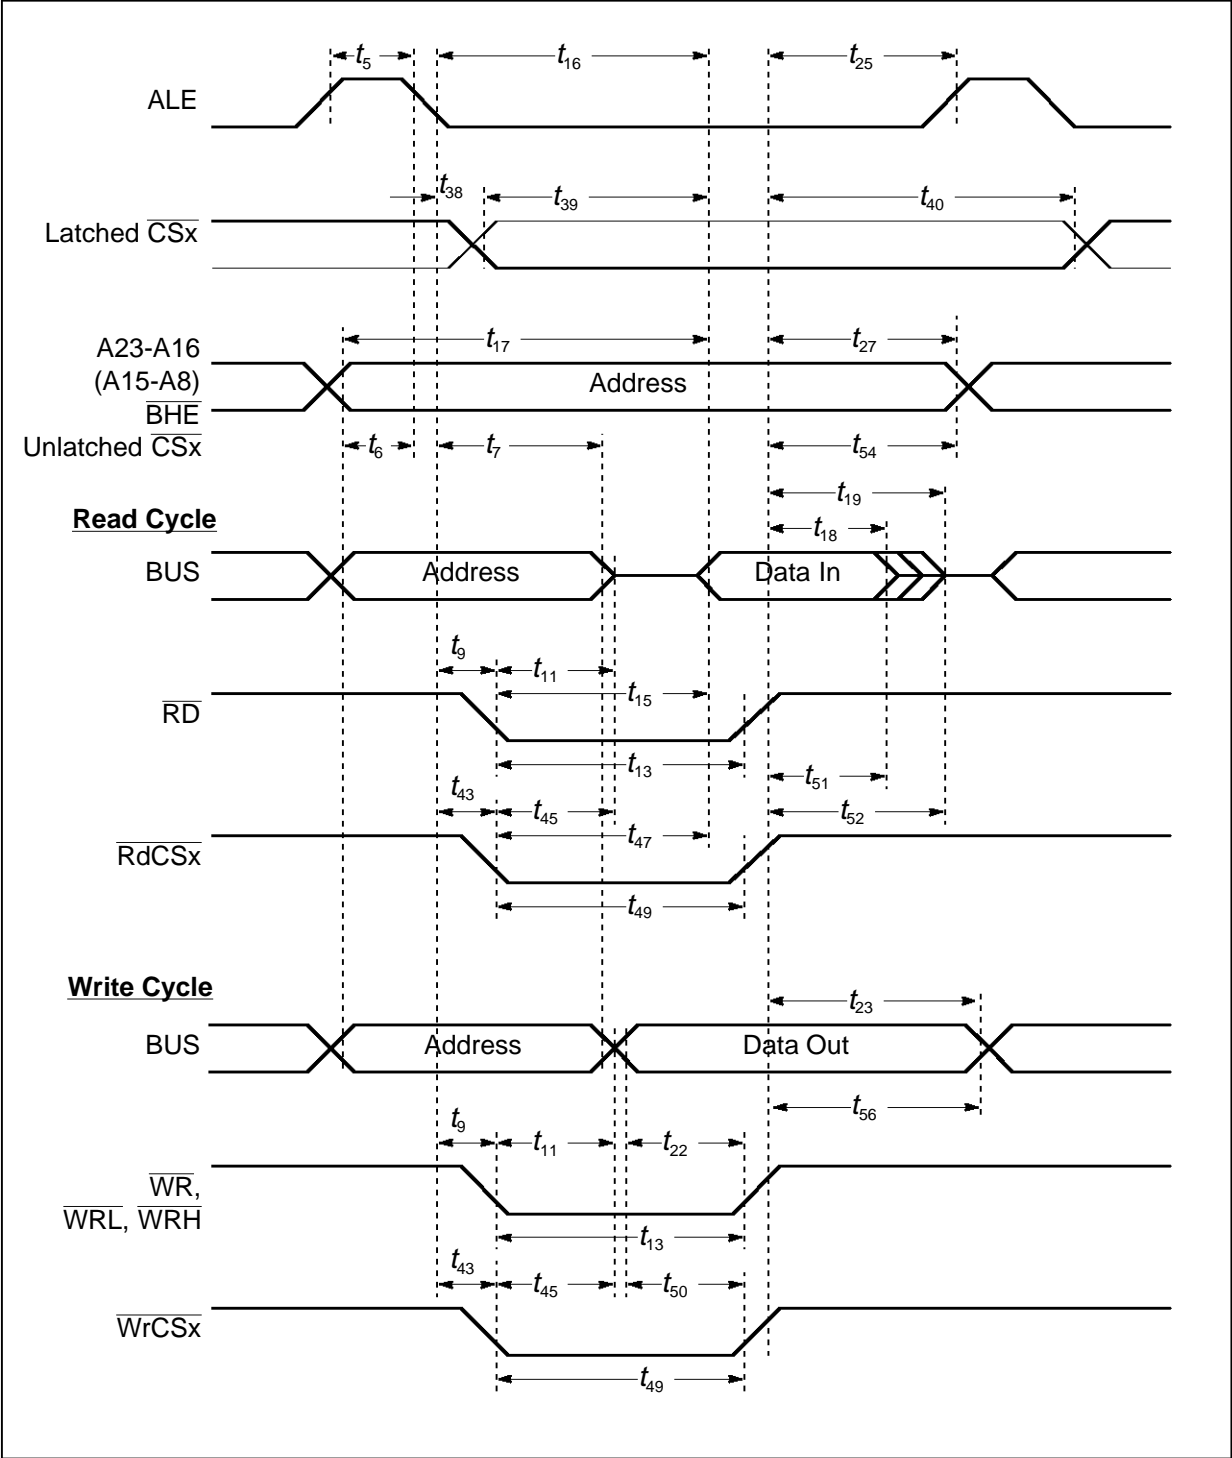 t5 t16 t25
ALE
t38 t39 t40
Latched CSx
t17 t27
A23-A16
(A15-A8)
BHE
Unlatched CSx
Address
t6 t7 t54
t19
Read Cycle
t18
BUS Address Data In
t9 t11
t15
RD
t13 t51
t43 t45 t52
t47
RdCSx
t49
Write Cycle
t23
BUS Address Data Out
t56
t9 t11 t22
WR,
WRL, WRH
t13
t43 t45 t50
WrCSx
t49